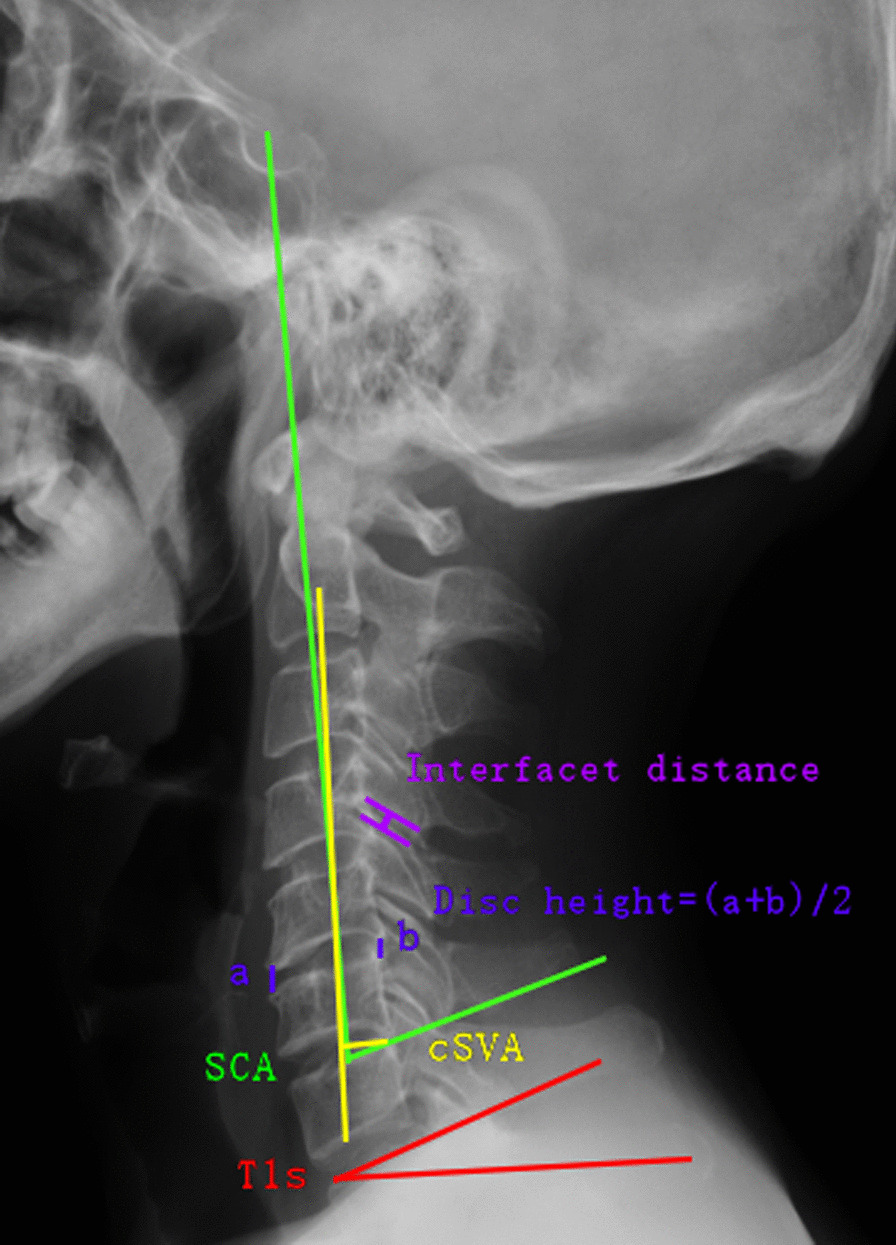 Interfacet distance
Disc height=(a+b)/2
b
a
cSVA
SCA
T1s